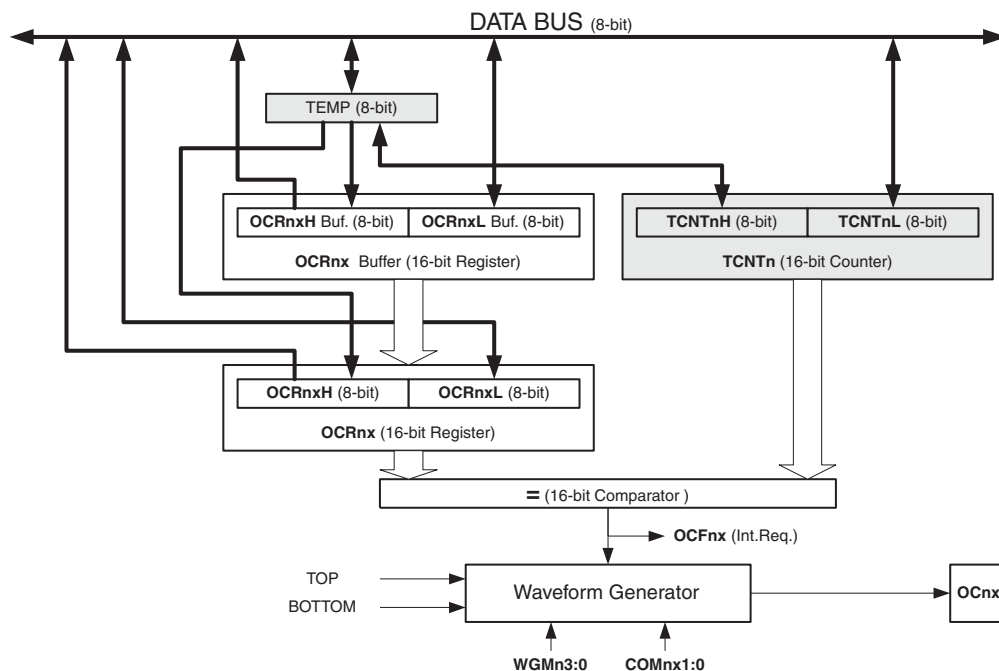 DATA BUS (8-bit)
TEMP (8-bit)
OCRnxH Buf. (8-bit)
OCRnxL Buf. (8-bit)
OCRnx Buffer (16-bit Register)
TCNTnH (8-bit)
TCNTnL (8-bit)
TCNTn (16-bit Counter)
OCRnxH (8-bit)
OCRnxL (8-bit)
OCRnx (16-bit Register)
= (16-bit Comparator )
OCFnx (Int.Req.)
TOP
BOTTOM
Waveform Generator
OCnx
WGMn3:0
COMnx1:0